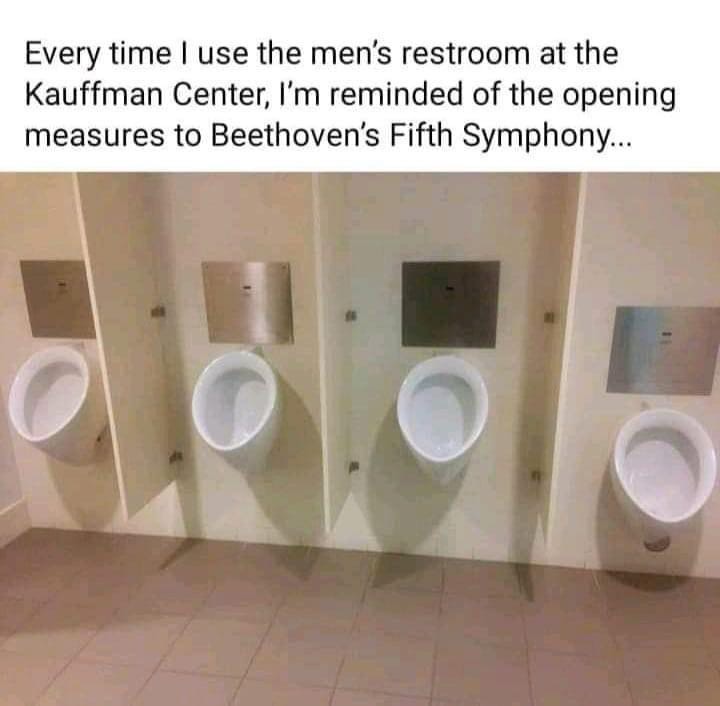 Every time I use the men's restroom at the
Kauffman Center, I'm reminded of the opening
measures to Beethoven's Fifth Symphony...